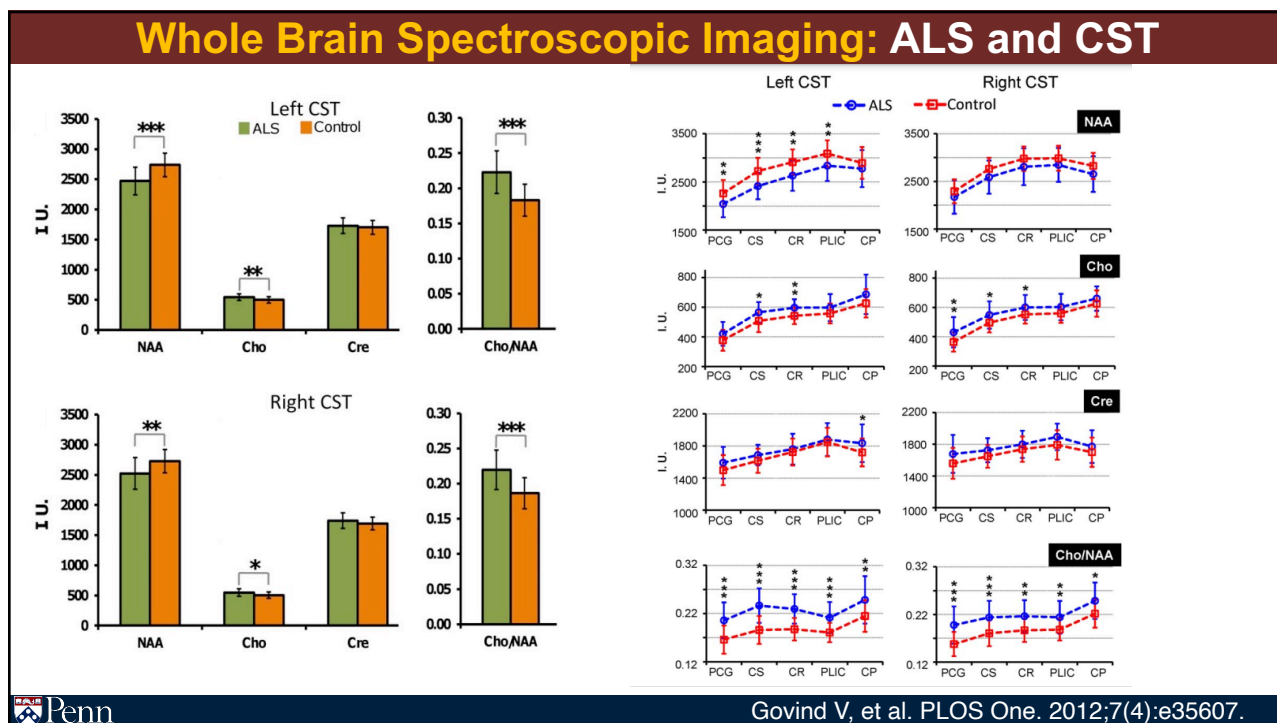 Whole Brain Spectroscopic Imaging: ALS and CST
Left CST
ALS Control
***
**
I U.
3500
3000
2500
2000
1500
1000
500
0
NAA Cho Cre
***
0.30
0.25
0.20
0.15
0.10
0.05
0.00
Cho/NAA
Right CST
**
*
I U.
3500
3000
2500
2000
1500
1000
500
0
NAA Cho Cre
***
0.30
0.25
0.20
0.15
0.10
0.05
0.00
Cho/NAA
Left CST Right CST
ALS Control
NAA
I. U.
3500
2500
1500
** *** ** **
PCG CS CR PLIC CP
3500
2500
1500
PCG CS CR PLIC CP
Cho
I. U.
800
600
400
200
* **
PCG CS CR PLIC CP
800
600
400
200
** * *
PCG CS CR PLIC CP
Cre
I. U.
2200
1800
1400
1000
*
PCG CS CR PLIC CP
2200
1800
1400
1000
PCG CS CR PLIC CP
Cho/NAA
0.32
0.22
0.12
*** *** *** *** **
PCG CS CR PLIC CP
0.32
0.22
0.12
*** *** ** ** *
PCG CS CR PLIC CP
Penn
Govind V, et al. PLOS One. 2012;7(4):e35607.